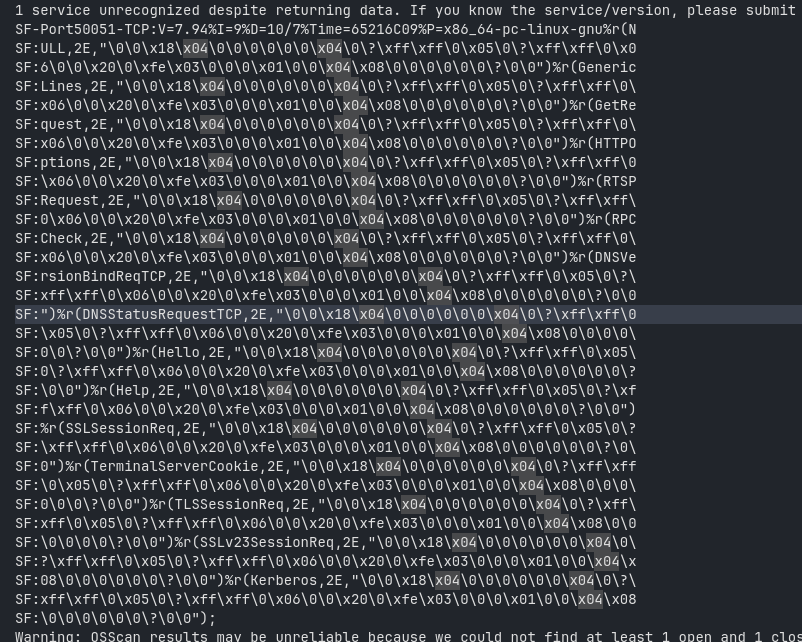 1 service unrecognized despite returning data. If you know the service/version, please submit
SF-Port50051-TCP:V=7.94%I=9%D=10/7%Time=65216C09%P=x86_64-pc-linux-gnu%r(N
SF:ULL,2E,"\0\0\x18\x04\0\0\0\0\0\0\x04\0\?\xff\xff\0\x05\0\?\xff\xff\0\x0
SF:6\0\0\x20\0\xfe\x03\0\0\0\x01\0\0\x04\x08\0\0\0\0\0\0\?\0\0")%r(Generic
SF:Lines,2E,"\0\0\x18\x04\0\0\0\0\0\0\x04\0\?\xff\xff\0\x05\0\?\xff\xff\0\
SF:x06\0\0\x20\0\xfe\x03\0\0\0\x01\0\0\x04\x08\0\0\0\0\0\0\?\0\0")%r(GetRe
SF:quest,2E,"\0\0\x18\x04\0\0\0\0\0\0\x04\0\?\xff\xff\0\x05\0\?\xff\xff\0\
SF:x06\0\0\x20\0\xfe\x03\0\0\0\x01\0\0\x04\x08\0\0\0\0\0\0\?\0\0")%r(HTTPO
SF:ptions,2E,"\0\0\x18\x04\0\0\0\0\0\0\x04\0\?\xff\xff\0\x05\0\?\xff\xff\0
SF:\x06\0\0\x20\0\xfe\x03\0\0\0\x01\0\0\x04\x08\0\0\0\0\0\0\?\0\0")%r(RTSP
SF:Request,2E,"\0\0\x18\x04\0\0\0\0\0\0\x04\0\?\xff\xff\0\x05\0\?\xff\xff\
SF:0\x06\0\0\x20\0\xfe\x03\0\0\0\x01\0\0\x04\x08\0\0\0\0\0\0\?\0\0")%r(RPC
SF:Check,2E,"\0\0\x18\x04\0\0\0\0\0\0\x04\0\?\xff\xff\0\x05\0\?\xff\xff\0\
SF:x06\0\0\x20\0\xfe\x03\0\0\0\x01\0\0\x04\x08\0\0\0\0\0\0\?\0\0")%r(DNSVe
SF:rsionBindReqTCP,2E,"\0\0\x18\x04\0\0\0\0\0\0\x04\0\?\xff\xff\0\x05\0\?\
SF:xff\xff\0\x06\0\0\x20\0\xfe\x03\0\0\0\x01\0\0\x04\x08\0\0\0\0\0\0\?\0\0
SF:")%r(DNSStatusRequestTCP,2E,"\0\0\x18\x04\0\0\0\0\0\0\x04\0\?\xff\xff\0
SF:\x05\0\?\xff\xff\0\x06\0\0\x20\0\xfe\x03\0\0\0\x01\0\0\x04\x08\0\0\0\0\
SF:0\0\?\0\0")%r(Hello,2E,"\0\0\x18\x04\0\0\0\0\0\0\x04\0\?\xff\xff\0\x05\
SF:0\?\xff\xff\0\x06\0\0\x20\0\xfe\x03\0\0\0\x01\0\0\x04\x08\0\0\0\0\0\0\?
SF:\0\0")%r(Help,2E,"\0\0\x18\x04\0\0\0\0\0\0\x04\0\?\xff\xff\0\x05\0\?\xf
SF:f\xff\0\x06\0\0\x20\0\xfe\x03\0\0\0\x01\0\0\x04\x08\0\0\0\0\0\0\?\0\0")
SF:%r(SSLSessionReq,2E,"\0\0\x18\x04\0\0\0\0\0\0\x04\0\?\xff\xff\0\x05\0\?
SF:\xff\xff\0\x06\0\0\x20\0\xfe\x03\0\0\0\x01\0\0\x04\x08\0\0\0\0\0\0\?\0\
SF:0")%r(TerminalServerCookie,2E,"\0\0\x18\x04\0\0\0\0\0\0\x04\0\?\xff\xff
SF:\0\x05\0\?\xff\xff\0\x06\0\0\x20\0\xfe\x03\0\0\0\x01\0\0\x04\x08\0\0\0\
SF:0\0\0\?\0\0")%r(TLSSessionReq,2E,"\0\0\x18\x04\0\0\0\0\0\0\x04\0\?\xff\
SF:xff\0\x05\0\?\xff\xff\0\x06\0\0\x20\0\xfe\x03\0\0\0\x01\0\0\x04\x08\0\0
SF:\0\0\0\0\?\0\0")%r(SSLv23SessionReq,2E,"\0\0\x18\x04\0\0\0\0\0\0\x04\0\
SF:?\xff\xff\0\x05\0\?\xff\xff\0\x06\0\0\x20\0\xfe\x03\0\0\0\x01\0\0\x04\x
SF:08\0\0\0\0\0\0\?\0\0")%r(Kerberos,2E,"\0\0\x18\x04\0\0\0\0\0\0\x04\0\?\
SF:xff\xff\0\x05\0\?\xff\xff\0\x06\0\0\x20\0\xfe\x03\0\0\0\x01\0\0\x04\x08
SF:\0\0\0\0\0\0\?\0\0");
Warning: OSScan results may be unreliable because we could not find at least 1 open and 1 clos